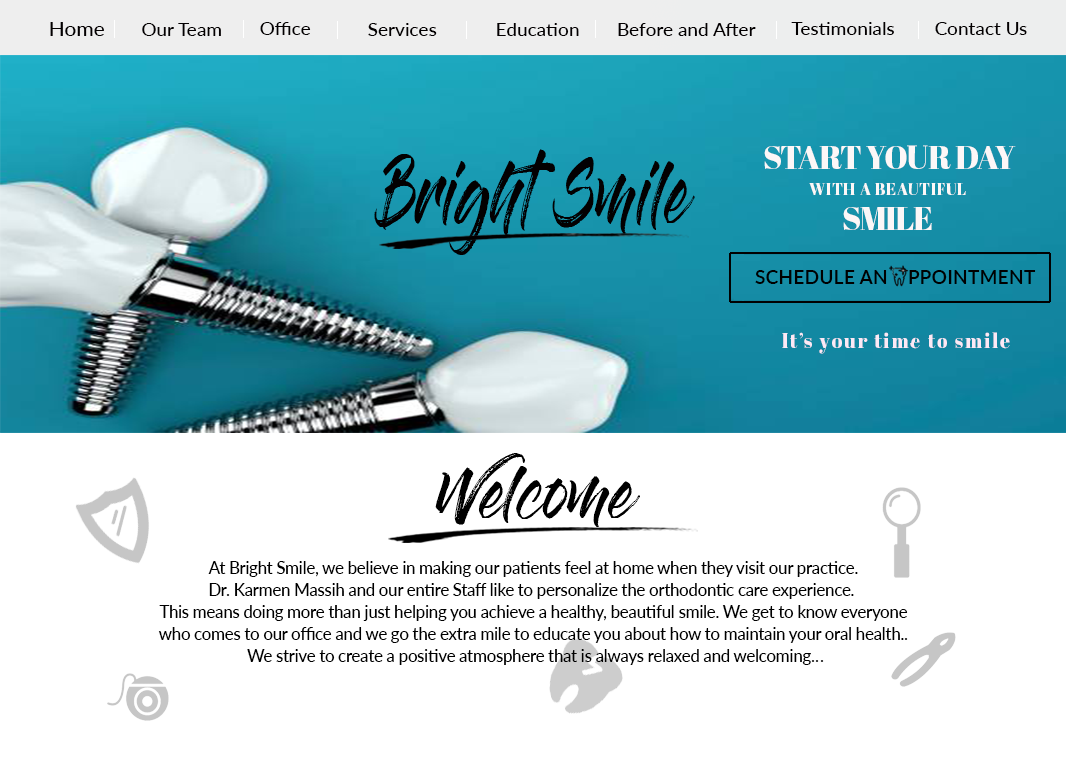 Home Our Team Office Services Education Before and After Testimonials Contact Us
Bright Smile
START YOUR DAY
WITH A BEAUTIFUL
SMILE
SCHEDULE AN PPOINTMENT
It's your time to smile
Welcome
At Bright Smile, we believe in making our patients feel at home when they visit our practice.
Dr. Karmen Massih and our entire Staff like to personalize the orthodontic care experience.
This means doing more than just helping you achieve a healthy, beautiful smile. We get to know everyone
who comes to our office and we go the extra mile to educate you about how to maintain your oral health..
We strive to create a positive atmosphere that is always relaxed and welcoming...